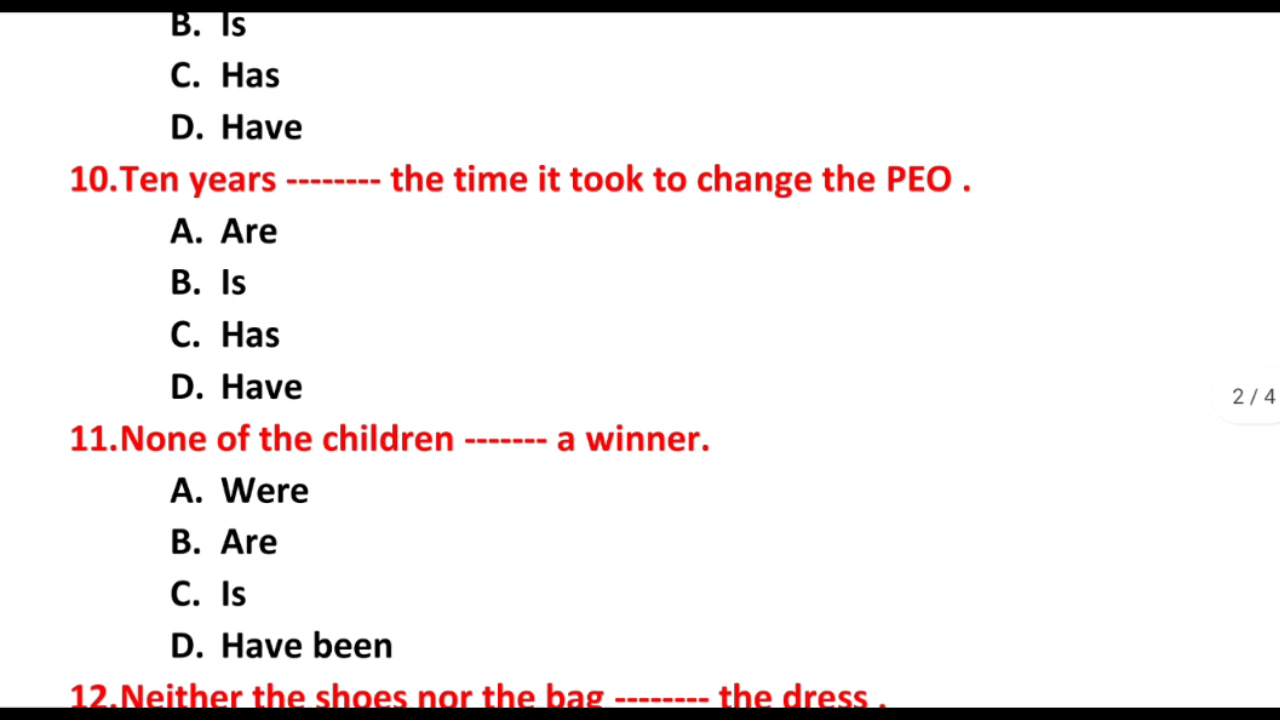 B. Is
C. Has
D. Have
10.Ten years -------- the time it took to change the PEO .
A. Are
B. Is
C. Has
D. Have
2 / 4
11.None of the children ------- a winner.
A. Were
B. Are
C. Is
D. Have been
12.Neither the shoes nor the bag -------- the dress .